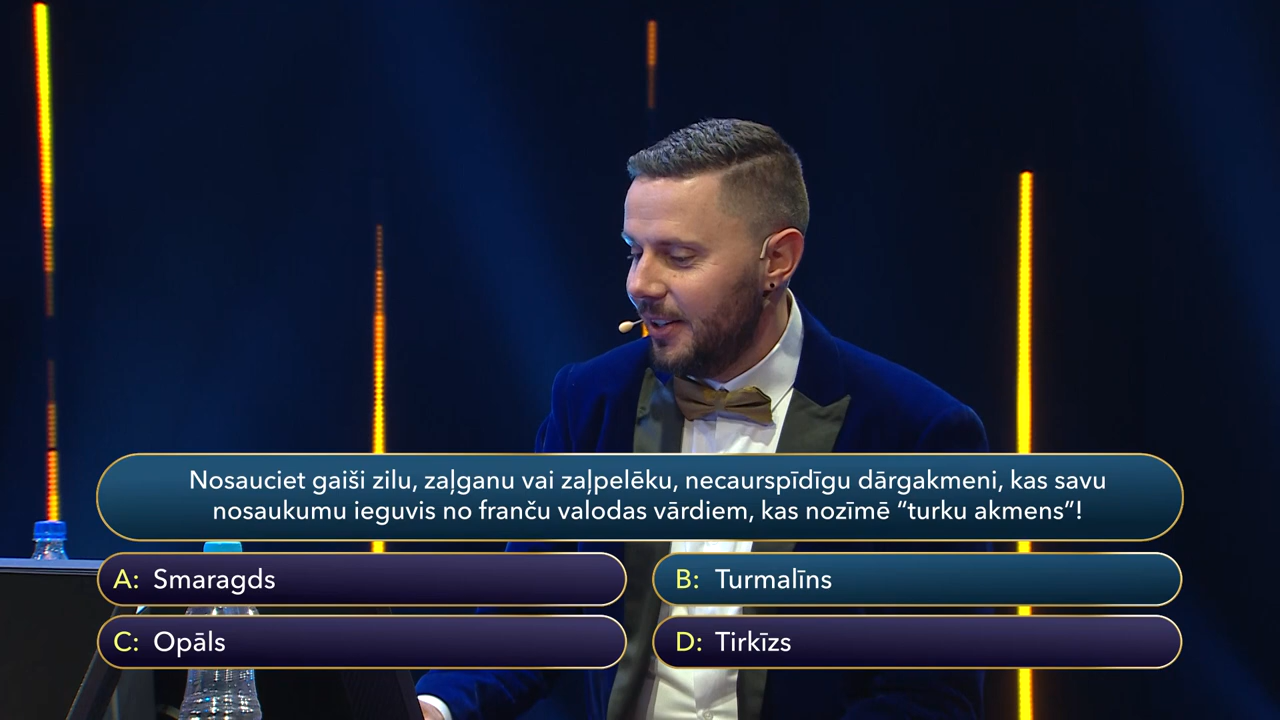 Nosauciet gaiši zilu, zaļganu vai zaļpelēku, necaurspīdīgu dārgakmeni, kas savu
nosaukumu ieguvis no franču valodas vārdiem, kas nozīmē “turku akmens”!
A: Smaragds
B: Turmalīns
C: Opāls
D: Tirkīzs